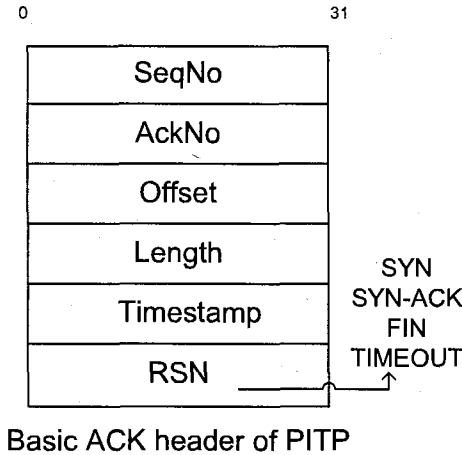 0 31
SeqNo
AckNo
Offset
Length
Timestamp
RSN
SYN
SYN-ACK
FIN
TIMEOUT
Basic ACK header of PITP